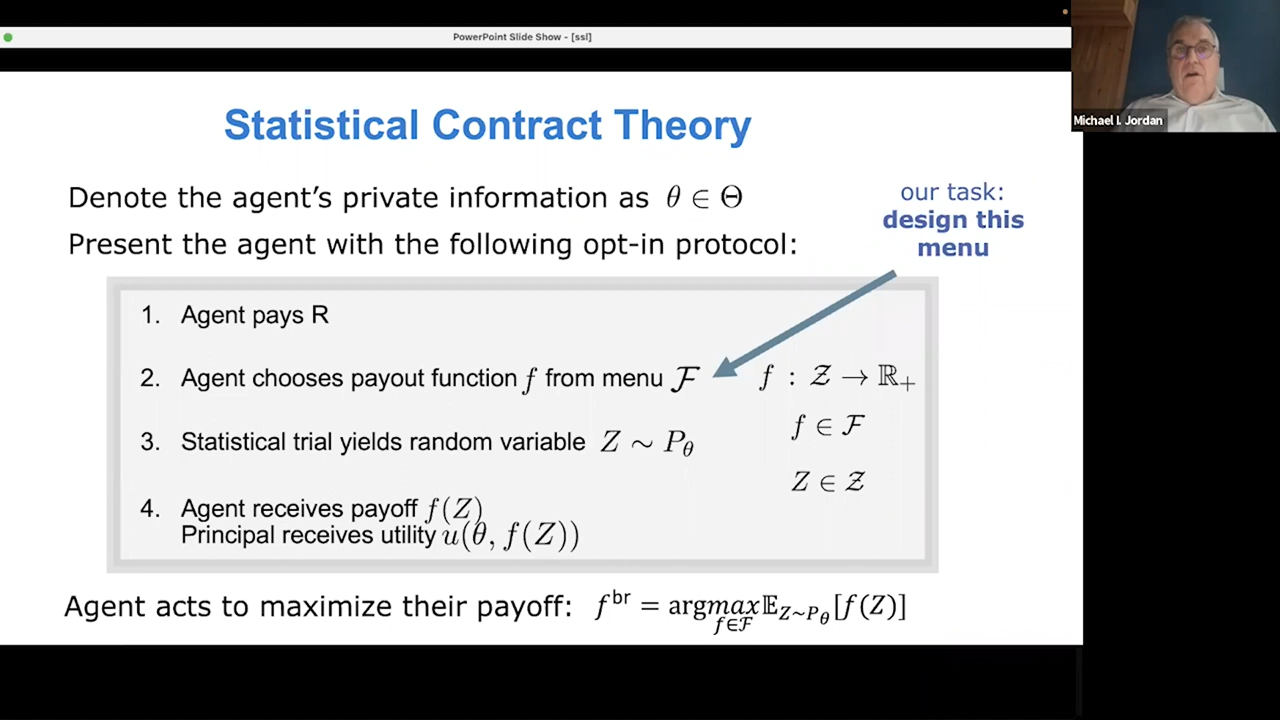 PowerPoint Slide Show - [ssl]
Michael I. Jordan
Statistical Contract Theory
Denote the agent's private information as θ ∈ Θ
Present the agent with the following opt-in protocol:
our task:
design this
menu
1. Agent pays R
2. Agent chooses payout function f from menu ℱ
f : 𝒵 → ℝ₊
f ∈ ℱ
3. Statistical trial yields random variable Z ∼ P_θ
Z ∈ 𝒵
4. Agent receives payoff f(Z)
Principal receives utility u(θ, f(Z))
Agent acts to maximize their payoff: f^br = argmax_{f∈ℱ} 𝔼_{Z~P_θ}[f(Z)]